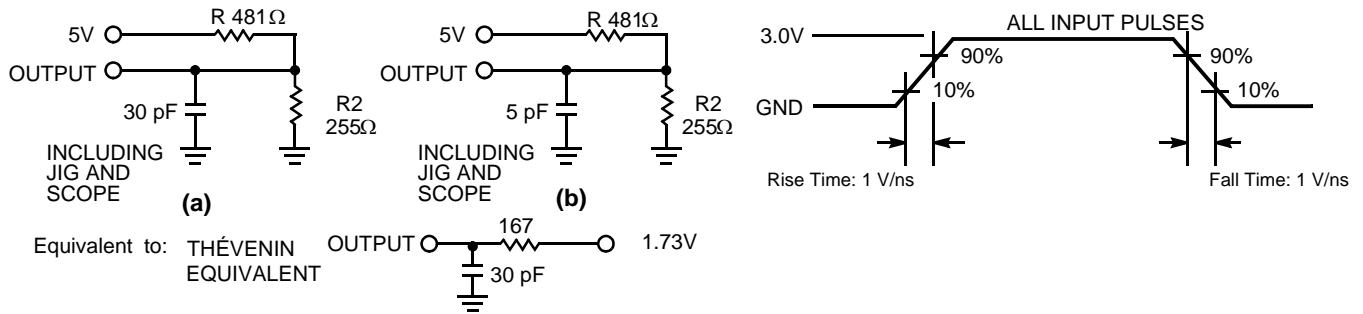 R 481Ω
5V
OUTPUT
30 pF
R2
255Ω
INCLUDING
JIG AND
SCOPE
(a)
R 481Ω
5V
OUTPUT
5 pF
R2
255Ω
INCLUDING
JIG AND
SCOPE
(b)
ALL INPUT PULSES
3.0V
90%
10%
GND
90%
10%
Rise Time: 1 V/ns
Fall Time: 1 V/ns
Equivalent to: THÉVENIN
EQUIVALENT
OUTPUT
167
1.73V
30 pF